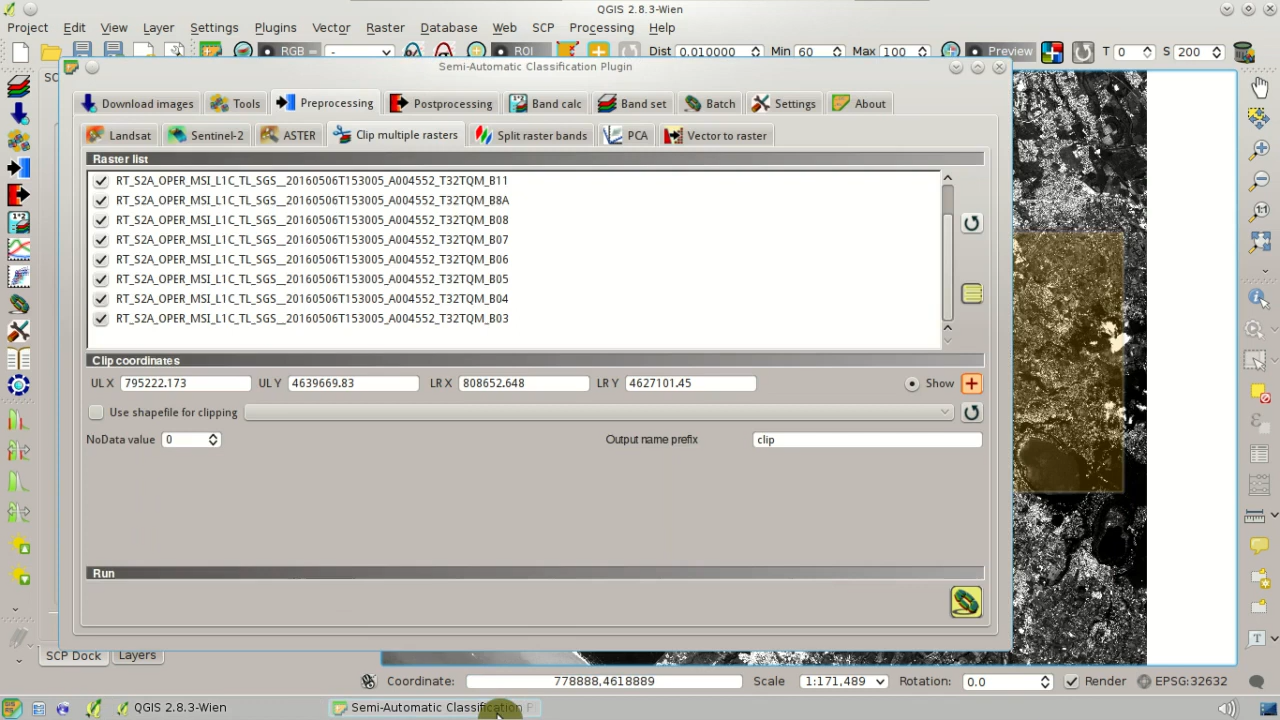 QGIS 2.8.3-Wien
Project Edit View Layer Settings Plugins Vector Raster Database Web SCP Processing Help
RGB = - ROI Dist 0.010000 Min 60 Max 100 Preview T 0 S 200
Semi-Automatic Classification Plugin
SC
Download images Tools Preprocessing Postprocessing Band calc Band set Batch Settings About
Landsat Sentinel-2 ASTER Clip multiple rasters Split raster bands PCA Vector to raster
Raster list
RT_S2A_OPER_MSI_L1C_TL_SGS__20160506T153005_A004552_T32TQM_B11
RT_S2A_OPER_MSI_L1C_TL_SGS__20160506T153005_A004552_T32TQM_B8A
RT_S2A_OPER_MSI_L1C_TL_SGS__20160506T153005_A004552_T32TQM_B08
RT_S2A_OPER_MSI_L1C_TL_SGS__20160506T153005_A004552_T32TQM_B07
RT_S2A_OPER_MSI_L1C_TL_SGS__20160506T153005_A004552_T32TQM_B06
RT_S2A_OPER_MSI_L1C_TL_SGS__20160506T153005_A004552_T32TQM_B05
RT_S2A_OPER_MSI_L1C_TL_SGS__20160506T153005_A004552_T32TQM_B04
RT_S2A_OPER_MSI_L1C_TL_SGS__20160506T153005_A004552_T32TQM_B03
Clip coordinates
UL X 795222.173 UL Y 4639669.83 LR X 808652.648 LR Y 4627101.45 Show
Use shapefile for clipping
NoData value 0 Output name prefix clip
Run
SCP Dock Layers
Coordinate: 778888,4618889 Scale 1:171,489 Rotation: 0.0 Render EPSG:32632
QGIS 2.8.3-Wien Semi-Automatic Classification P